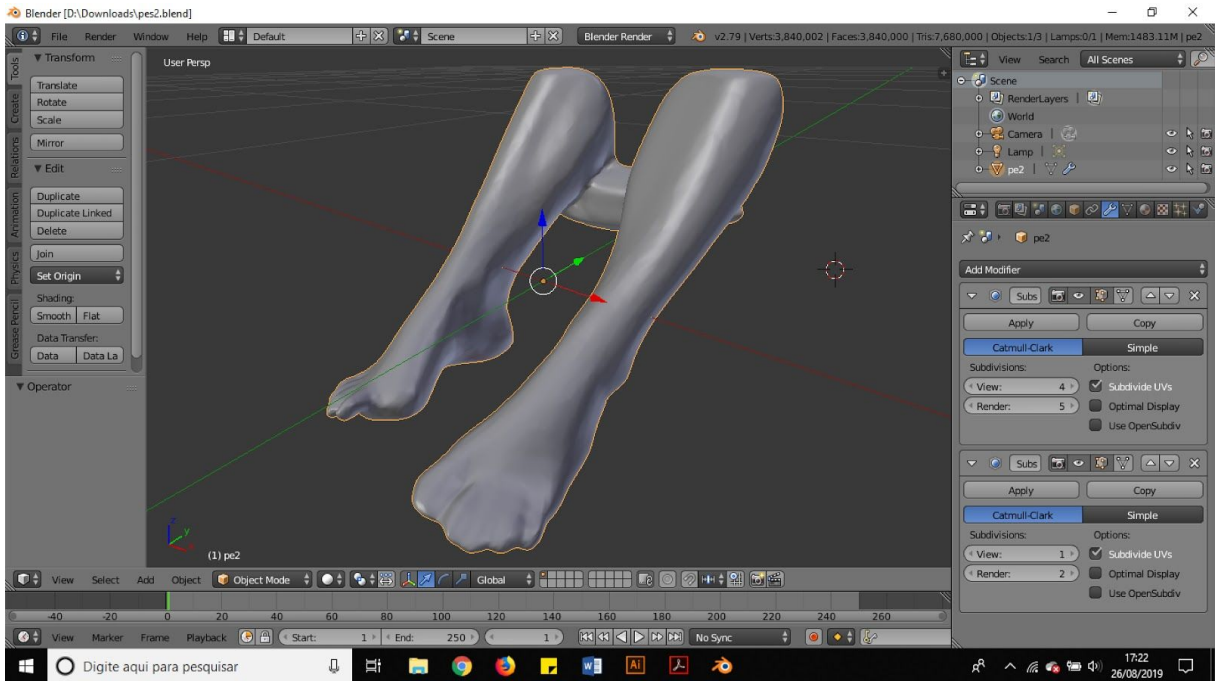 Blender [D:\Downloads\pes2.blend]
File Render Window Help Default Scene Blender Render v2.79 | Verts:3,840,002 | Faces:3,840,000 | Tris:7,680,000 | Objects:1/3 | Lamps:0/1 | Mem:1483.11M | pe2
Tools
Create
Relations
Animation
Physics
Grease Pencil
Transform
Translate
Rotate
Scale
Mirror
Edit
Duplicate
Duplicate Linked
Delete
Join
Set Origin
Shading:
Smooth Flat
Data Transfer:
Data Data La
Operator
User Persp
z
y
(1) pe2
View Search All Scenes
Scene
RenderLayers
World
Camera
Lamp
pe2
pe2
Add Modifier
Subs
Apply Copy
Catmull-Clark Simple
Subdivisions: Options:
View: 4 Subdivide UVs
Render: 5 Optimal Display
Use OpenSubdiv
Subs
Apply Copy
Catmull-Clark Simple
Subdivisions: Options:
View: 1 Subdivide UVs
Render: 2 Optimal Display
Use OpenSubdiv
View Select Add Object Object Mode Global
-40 -20 0 20 40 60 80 100 120 140 160 180 200 220 240 260
View Marker Frame Playback Start: 1 End: 250 1 No Sync
Digite aqui para pesquisar
17:22
26/08/2019